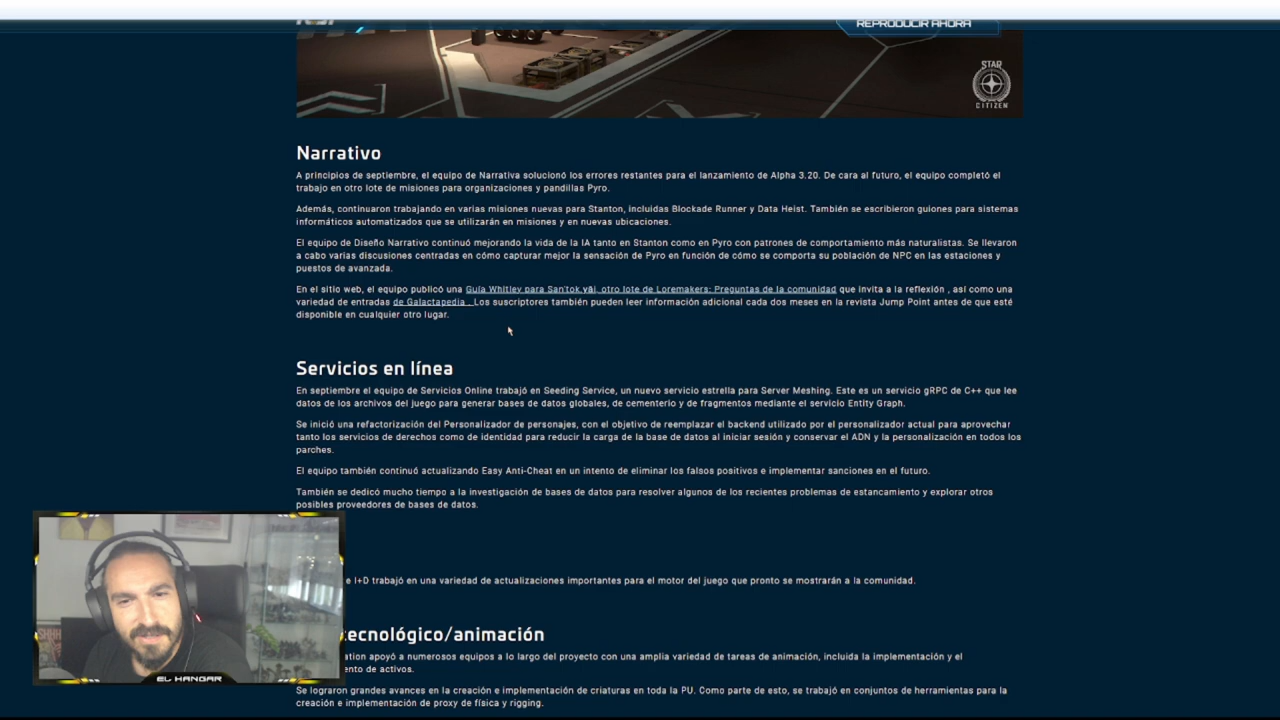 REPRODUCIR AHORA
STAR
CITIZEN
Narrativo
A principios de septiembre, el equipo de Narrativa solucionó los errores restantes para el lanzamiento de Alpha 3.20. De cara al futuro, el equipo completó el
trabajo en otro lote de misiones para organizaciones y pandillas Pyro.
Además, continuaron trabajando en varias misiones nuevas para Stanton, incluidas Blockade Runner y Data Heist. También se escribieron guiones para sistemas
informáticos automatizados que se utilizarán en misiones y en nuevas ubicaciones.
El equipo de Diseño Narrativo continuó mejorando la vida de la IA tanto en Stanton como en Pyro con patrones de comportamiento más naturalistas. Se llevaron
a cabo varias discusiones centradas en cómo capturar mejor la sensación de Pyro en función de cómo se comporta su población de NPC en las estaciones y
puestos de avanzada.
En el sitio web, el equipo publicó una Guía Whitley para San'tok.yāi, otro lote de Loremakers: Preguntas de la comunidad que invita a la reflexión , así como una
variedad de entradas de Galactapedia . Los suscriptores también pueden leer información adicional cada dos meses en la revista Jump Point antes de que esté
disponible en cualquier otro lugar.
Servicios en línea
En septiembre el equipo de Servicios Online trabajó en Seeding Service, un nuevo servicio estrella para Server Meshing. Este es un servicio gRPC de C++ que lee
datos de los archivos del juego para generar bases de datos globales, de cementerio y de fragmentos mediante el servicio Entity Graph.
Se inició una refactorización del Personalizador de personajes, con el objetivo de reemplazar el backend utilizado por el personalizador actual para aprovechar
tanto los servicios de derechos como de identidad para reducir la carga de la base de datos al iniciar sesión y conservar el ADN y la personalización en todos los
parches.
El equipo también continuó actualizando Easy Anti-Cheat en un intento de eliminar los falsos positivos e implementar sanciones en el futuro.
También se dedicó mucho tiempo a la investigación de bases de datos para resolver algunos de los recientes problemas de estancamiento y explorar otros
posibles proveedores de bases de datos.
e I+D trabajó en una variedad de actualizaciones importantes para el motor del juego que pronto se mostrarán a la comunidad.
tecnológico/animación
ation apoyó a numerosos equipos a lo largo del proyecto con una amplia variedad de tareas de animación, incluida la implementación y el
ento de activos.
Se lograron grandes avances en la creación e implementación de criaturas en toda la PU. Como parte de esto, se trabajó en conjuntos de herramientas para la
creación e implementación de proxy de física y rigging.
EL HANGAR